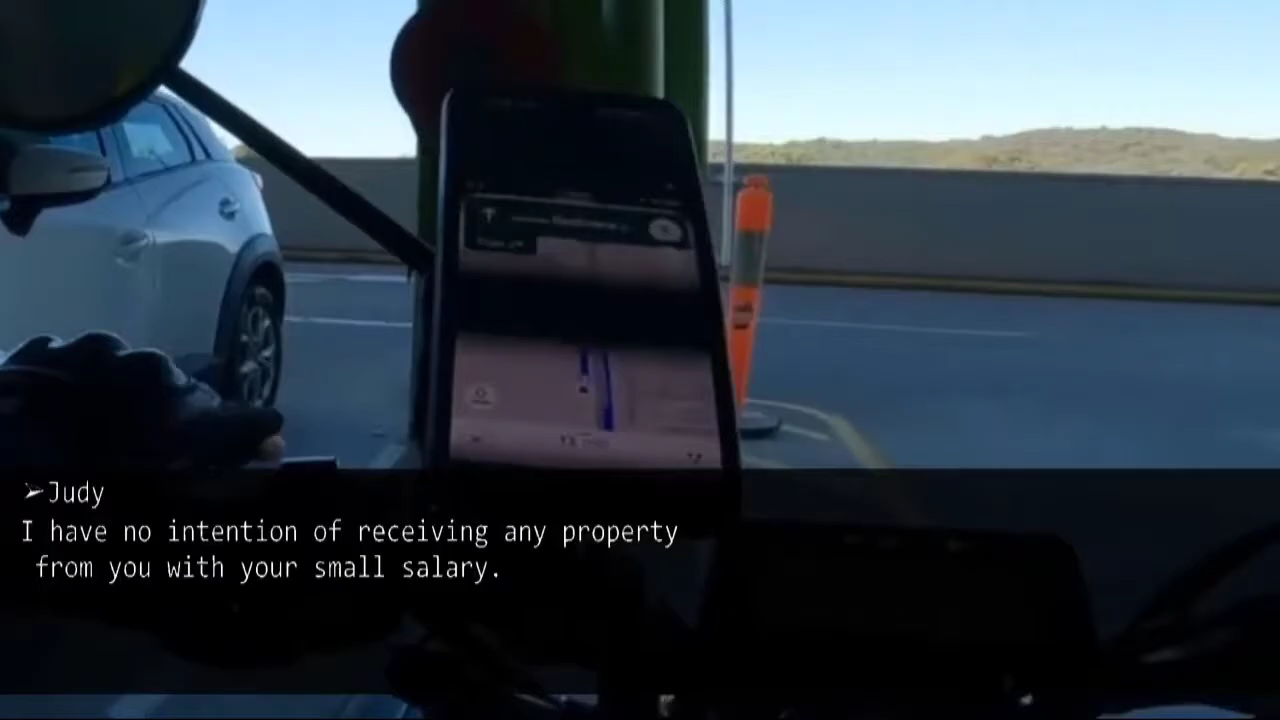 ➢Judy
I have no intention of receiving any property
from you with your small salary.